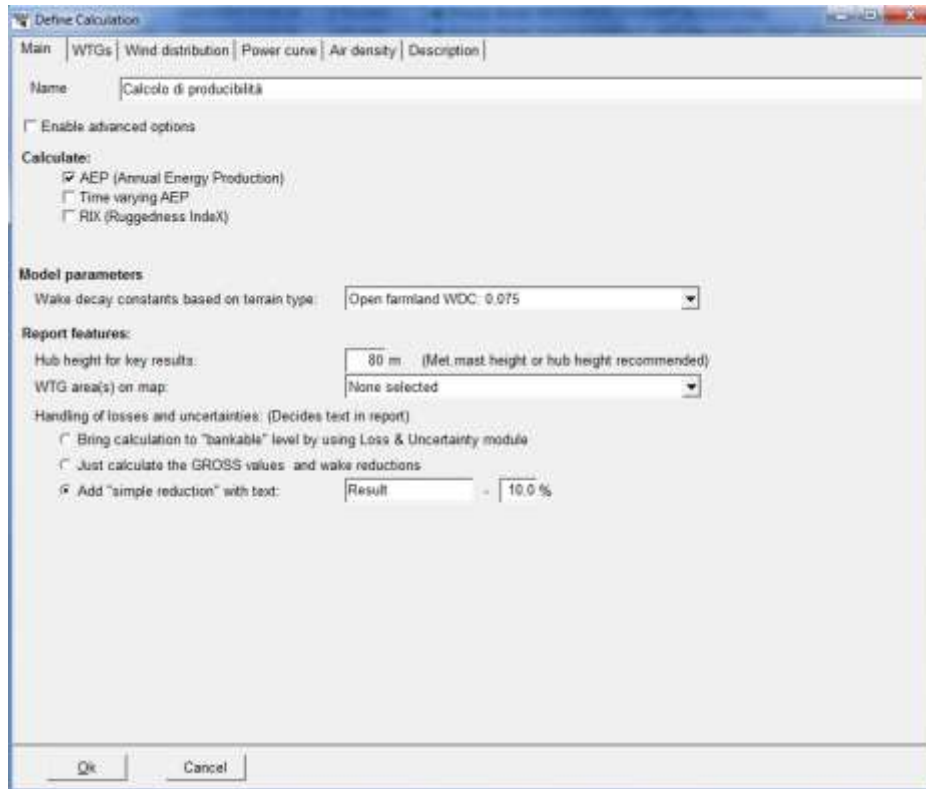 Define Calculation
Main WTGs Wind distribution Power curve Air density Description
Name Calcolo di producibilità
Enable advanced options
Calculate:
AEP (Annual Energy Production)
Time varying AEP
RIX (Ruggedness IndeX)
Model parameters
Wake decay constants based on terrain type: Open farmland WDC: 0,075
Report features:
Hub height for key results: 80 m (Met.mast height or hub height recommended)
WTG area(s) on map: None selected
Handling of losses and uncertainties: (Decides text in report)
Bring calculation to "bankable" level by using Loss & Uncertainty module
Just calculate the GROSS values and wake reductions
Add "simple reduction" with text: Result - 10,0 %
Ok Cancel